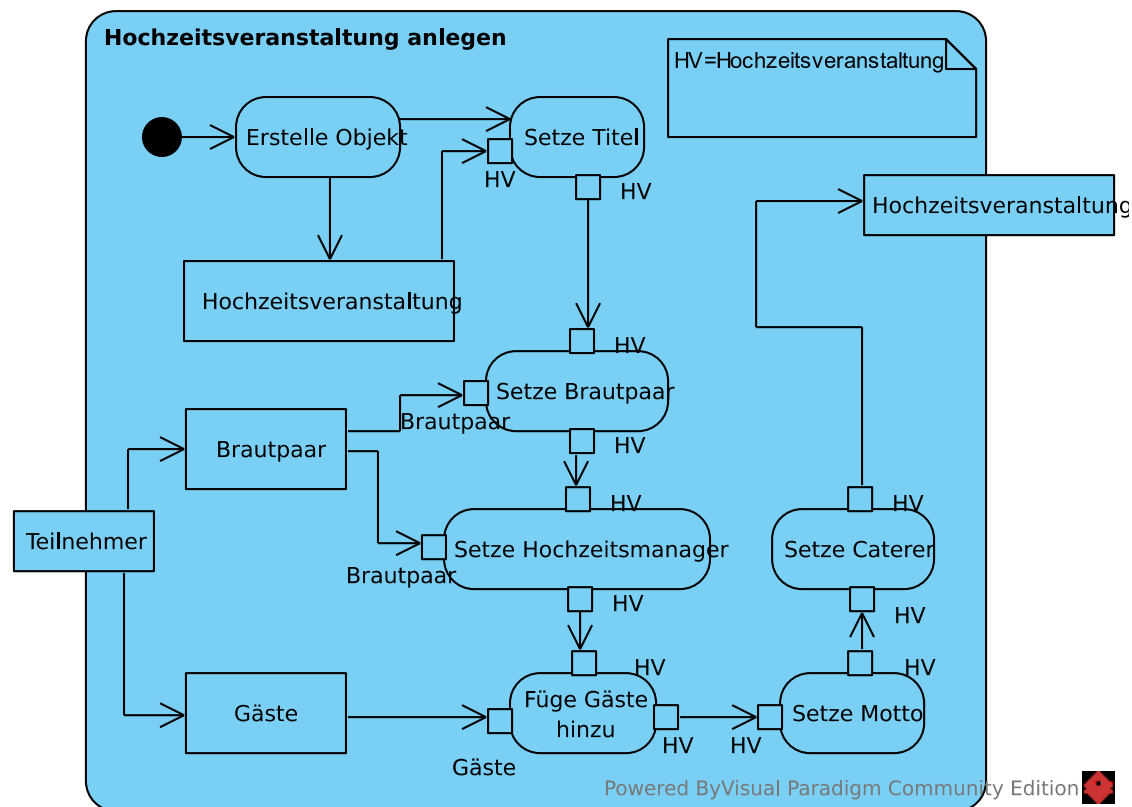 Hochzeitsveranstaltung anlegen
HV=Hochzeitsveranstaltung
Erstelle Objekt
Setze Titel
HV
HV
Hochzeitsveranstaltung
Hochzeitsveranstaltung
HV
Setze Brautpaar
Brautpaar
HV
Brautpaar
HV
HV
Teilnehmer
Setze Hochzeitsmanager
Setze Caterer
Brautpaar
HV
HV
HV
HV
Füge Gäste
hinzu
Gäste
Setze Motto
HV
HV
Gäste
Powered ByVisual Paradigm Community Edition